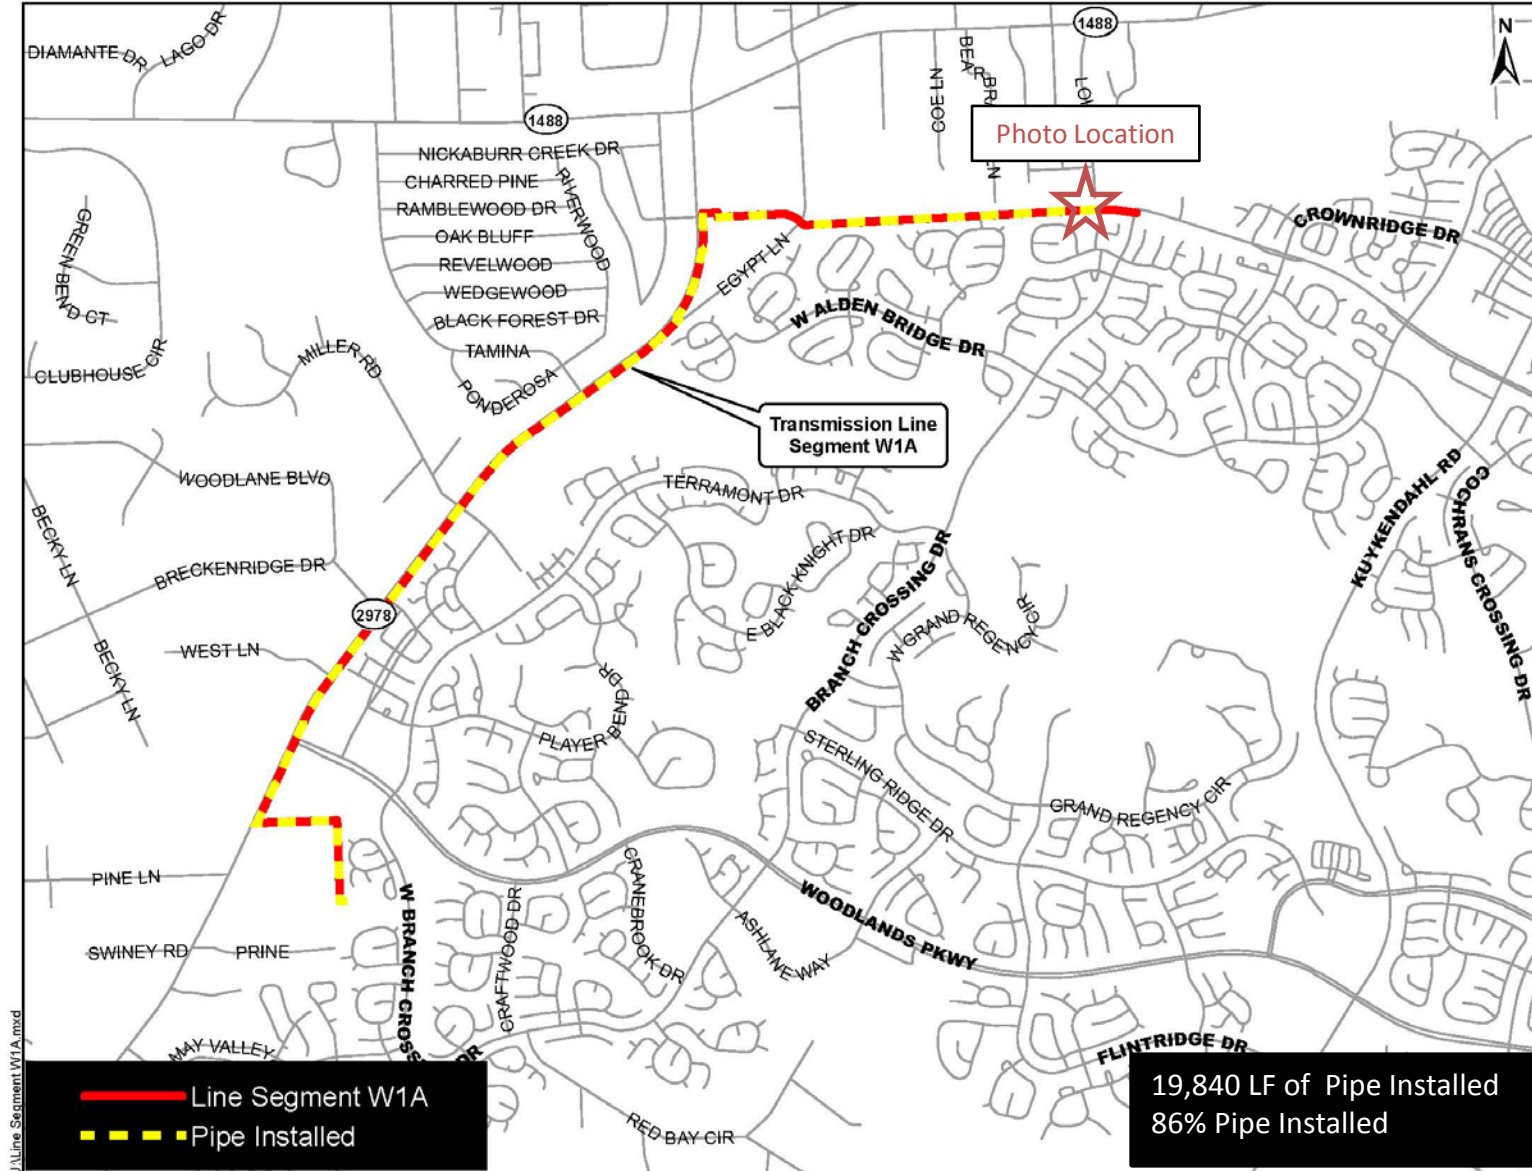 1488
N
DIAMANTE DR
LAGO DR
COE LN
1488
Photo Location
NICKABURR CREEK DR
CHARRED PINE
RAMBLEWOOD DR
RIVERWOOD
OAK BLUFF
REVELWOOD
WEDGEWOOD
BLACK FOREST DR
TAMINA
PONDEROSA
GREEN BEND CT
CLUBHOUSE CIR
MILLER RD
EGYPT LN
CROWNRIDGE DR
W ALDEN BRIDGE DR
Transmission Line
Segment W1A
WOODLANE BLVD
TERRAMONT DR
KUYKENDAHL RD
COCHRANS CROSSING DR
BECKY LN
BRECKENRIDGE DR
E BLACK KNIGHT DR
BRANCH CROSSING DR
W GRAND REGENCY CIR
2978
WEST LN
BECKY LN
PLAYER BEND DR
STERLING RIDGE DR
GRAND REGENCY CIR
PINE LN
CRANEBROOK DR
WOODLANDS PKWY
ASHLANE WAY
W BRANCH CROSS
DR
CRAFTWOOD DR
SWINEY RD
PRINE
MAY VALLEY
FLINTRIDGE DR
RED BAY CIR
Line Segment W1A
Pipe Installed
19,840 LF of Pipe Installed
86% Pipe Installed
J:\Line Segment W1A.mxd